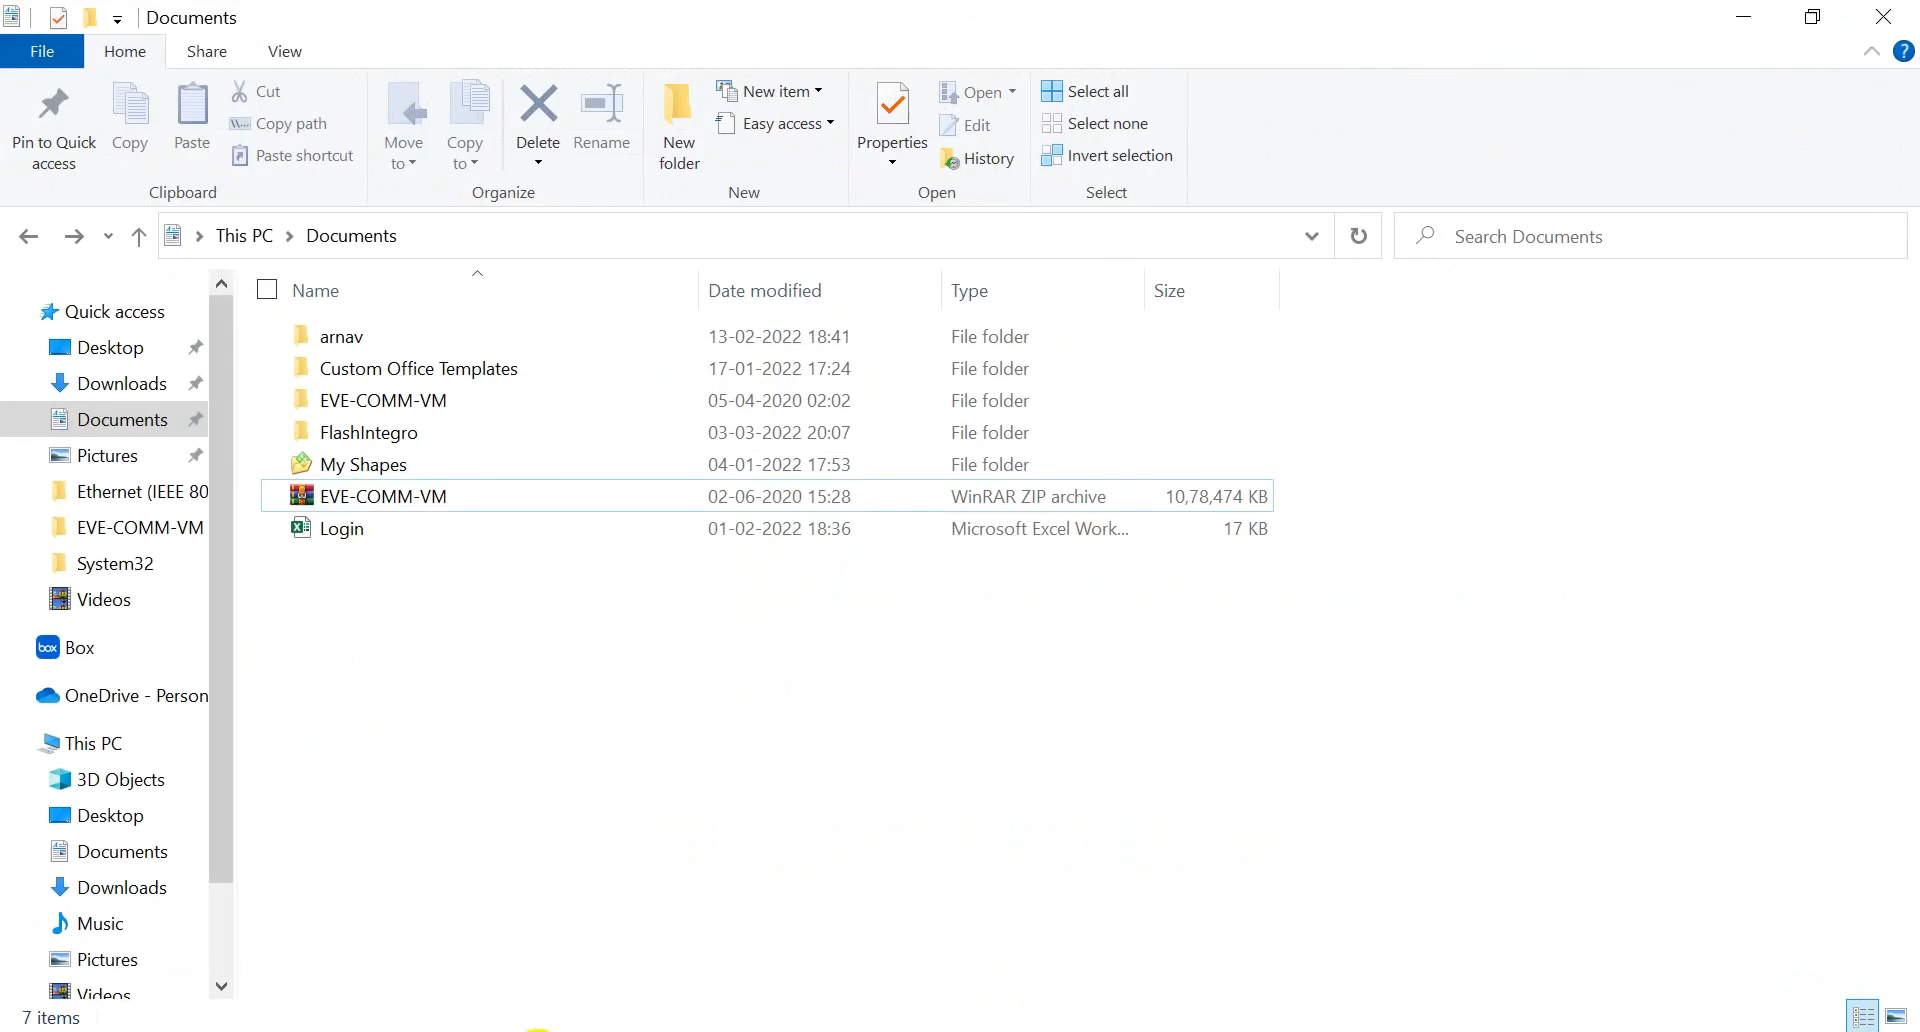 Documents
File Home Share View
Pin to Quick access
Copy
Paste
Cut
Copy path
Paste shortcut
Clipboard
Move to
Copy to
Delete
Rename
Organize
New folder
New item
Easy access
New
Properties
Open
Edit
History
Open
Select all
Select none
Invert selection
Select
This PC Documents
Search Documents
Name Date modified Type Size
arnav 13-02-2022 18:41 File folder
Custom Office Templates 17-01-2022 17:24 File folder
EVE-COMM-VM 05-04-2020 02:02 File folder
FlashIntegro 03-03-2022 20:07 File folder
My Shapes 04-01-2022 17:53 File folder
EVE-COMM-VM 02-06-2020 15:28 WinRAR ZIP archive 10,78,474 KB
Login 01-02-2022 18:36 Microsoft Excel Work... 17 KB
Quick access
Desktop
Downloads
Documents
Pictures
Ethernet (IEEE 80
EVE-COMM-VM
System32
Videos
box Box
OneDrive - Person
This PC
3D Objects
Desktop
Documents
Downloads
Music
Pictures
Videos
7 items